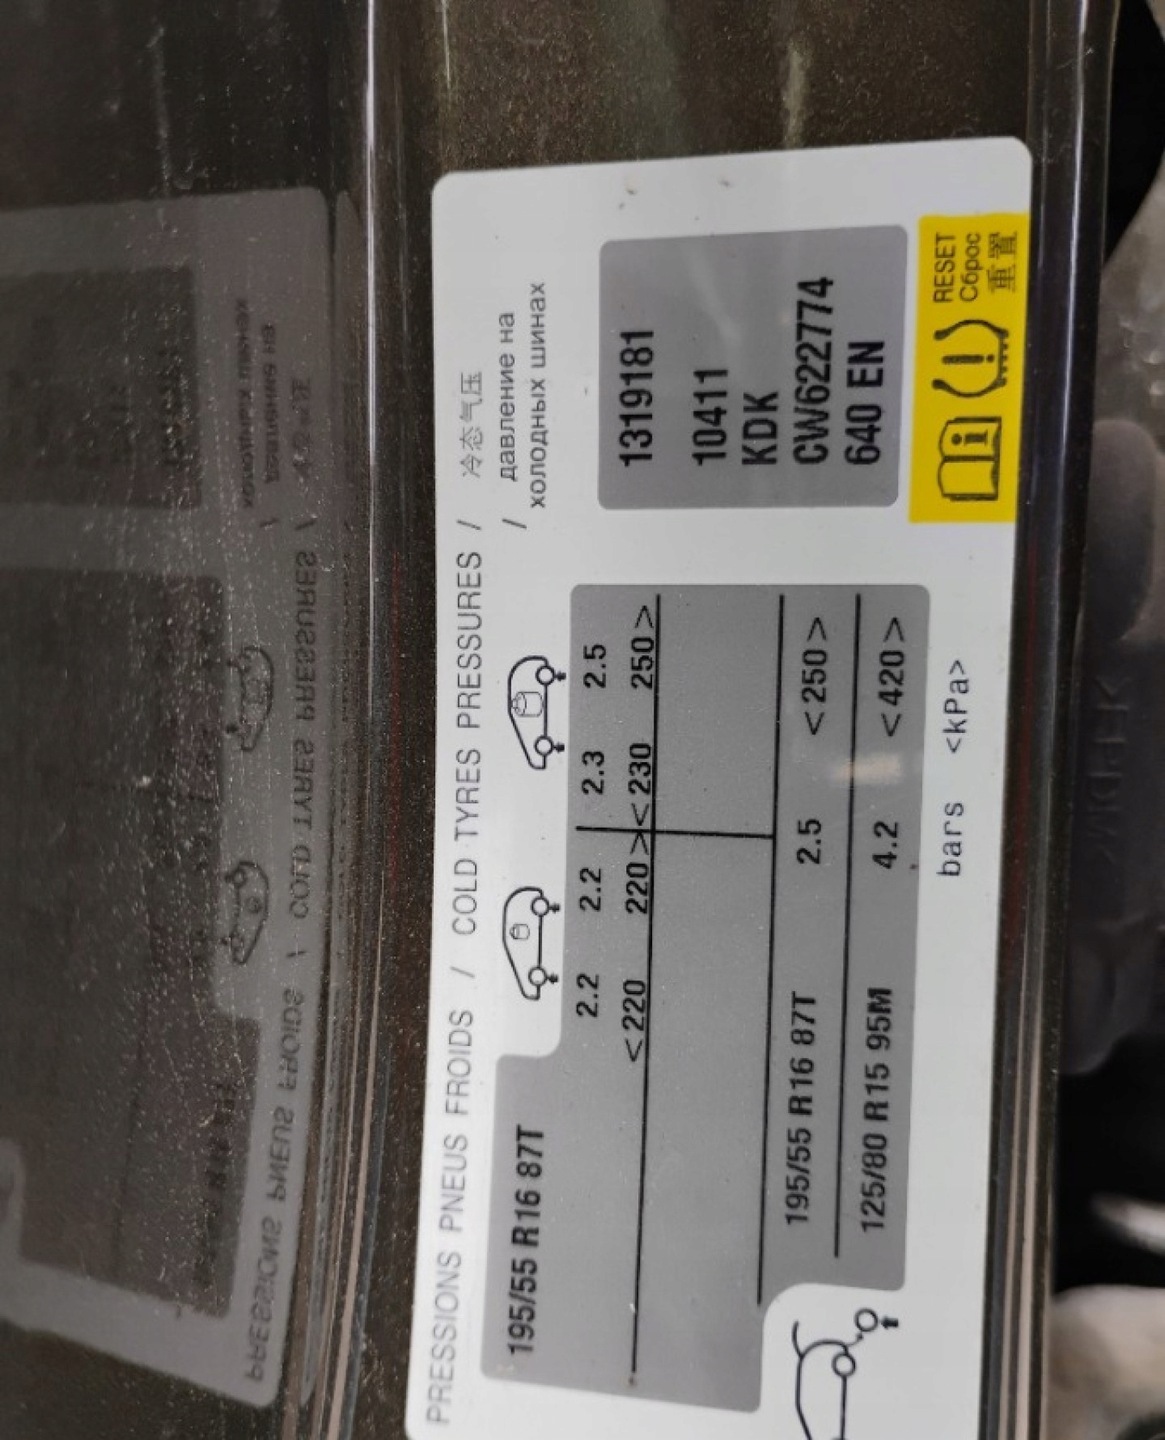 PRESSIONS PNEUS FROIDS / COLD TYRES PRESSURES / 冷态气压
/ давление на
холодных шинах
195/55 R16 87T 2.2 2.2 2.3 2.5
<220 220> <230 250>
195/55 R16 87T 2.5 <250>
125/80 R15 95M 4.2 <420>
bars <kPa>
1319181
10411
KDK
CW622774
640 EN
RESET
Сброс
重置